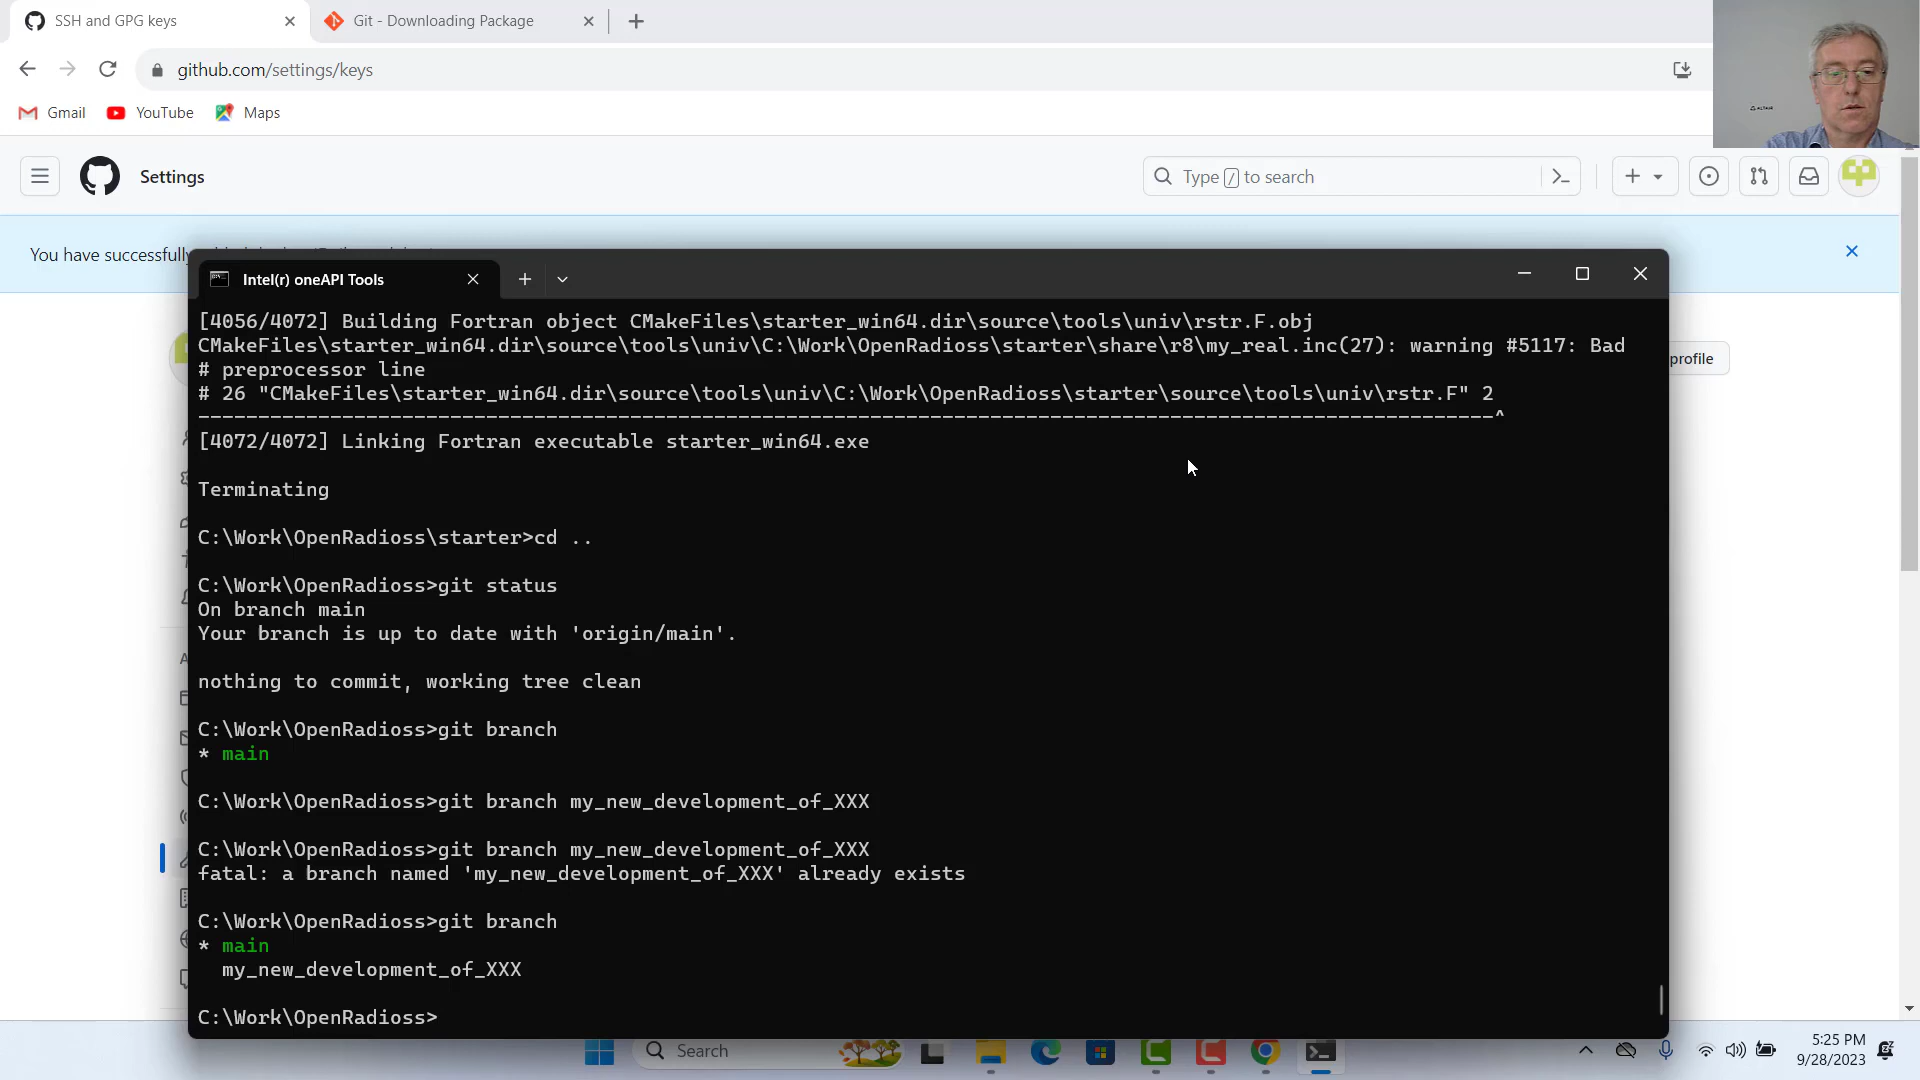 SSH and GPG keys
Git - Downloading Package
github.com/settings/keys
Gmail
YouTube
Maps
ALTAIR
Settings
Type / to search
You have successfully
profile
Intel(r) oneAPI Tools
[4056/4072] Building Fortran object CMakeFiles\starter_win64.dir\source\tools\univ\rstr.F.obj
CMakeFiles\starter_win64.dir\source\tools\univ\C:\Work\OpenRadioss\starter\share\r8\my_real.inc(27): warning #5117: Bad
# preprocessor line
# 26 "CMakeFiles\starter_win64.dir\source\tools\univ\C:\Work\OpenRadioss\starter\source\tools\univ\rstr.F" 2
------------------------------------------------------------------------------------------------------------^
[4072/4072] Linking Fortran executable starter_win64.exe
Terminating
C:\Work\OpenRadioss\starter>cd ..
C:\Work\OpenRadioss>git status
On branch main
Your branch is up to date with 'origin/main'.
nothing to commit, working tree clean
C:\Work\OpenRadioss>git branch
* main
C:\Work\OpenRadioss>git branch my_new_development_of_XXX
C:\Work\OpenRadioss>git branch my_new_development_of_XXX
fatal: a branch named 'my_new_development_of_XXX' already exists
C:\Work\OpenRadioss>git branch
* main
my_new_development_of_XXX
C:\Work\OpenRadioss>
Search
5:25 PM
9/28/2023